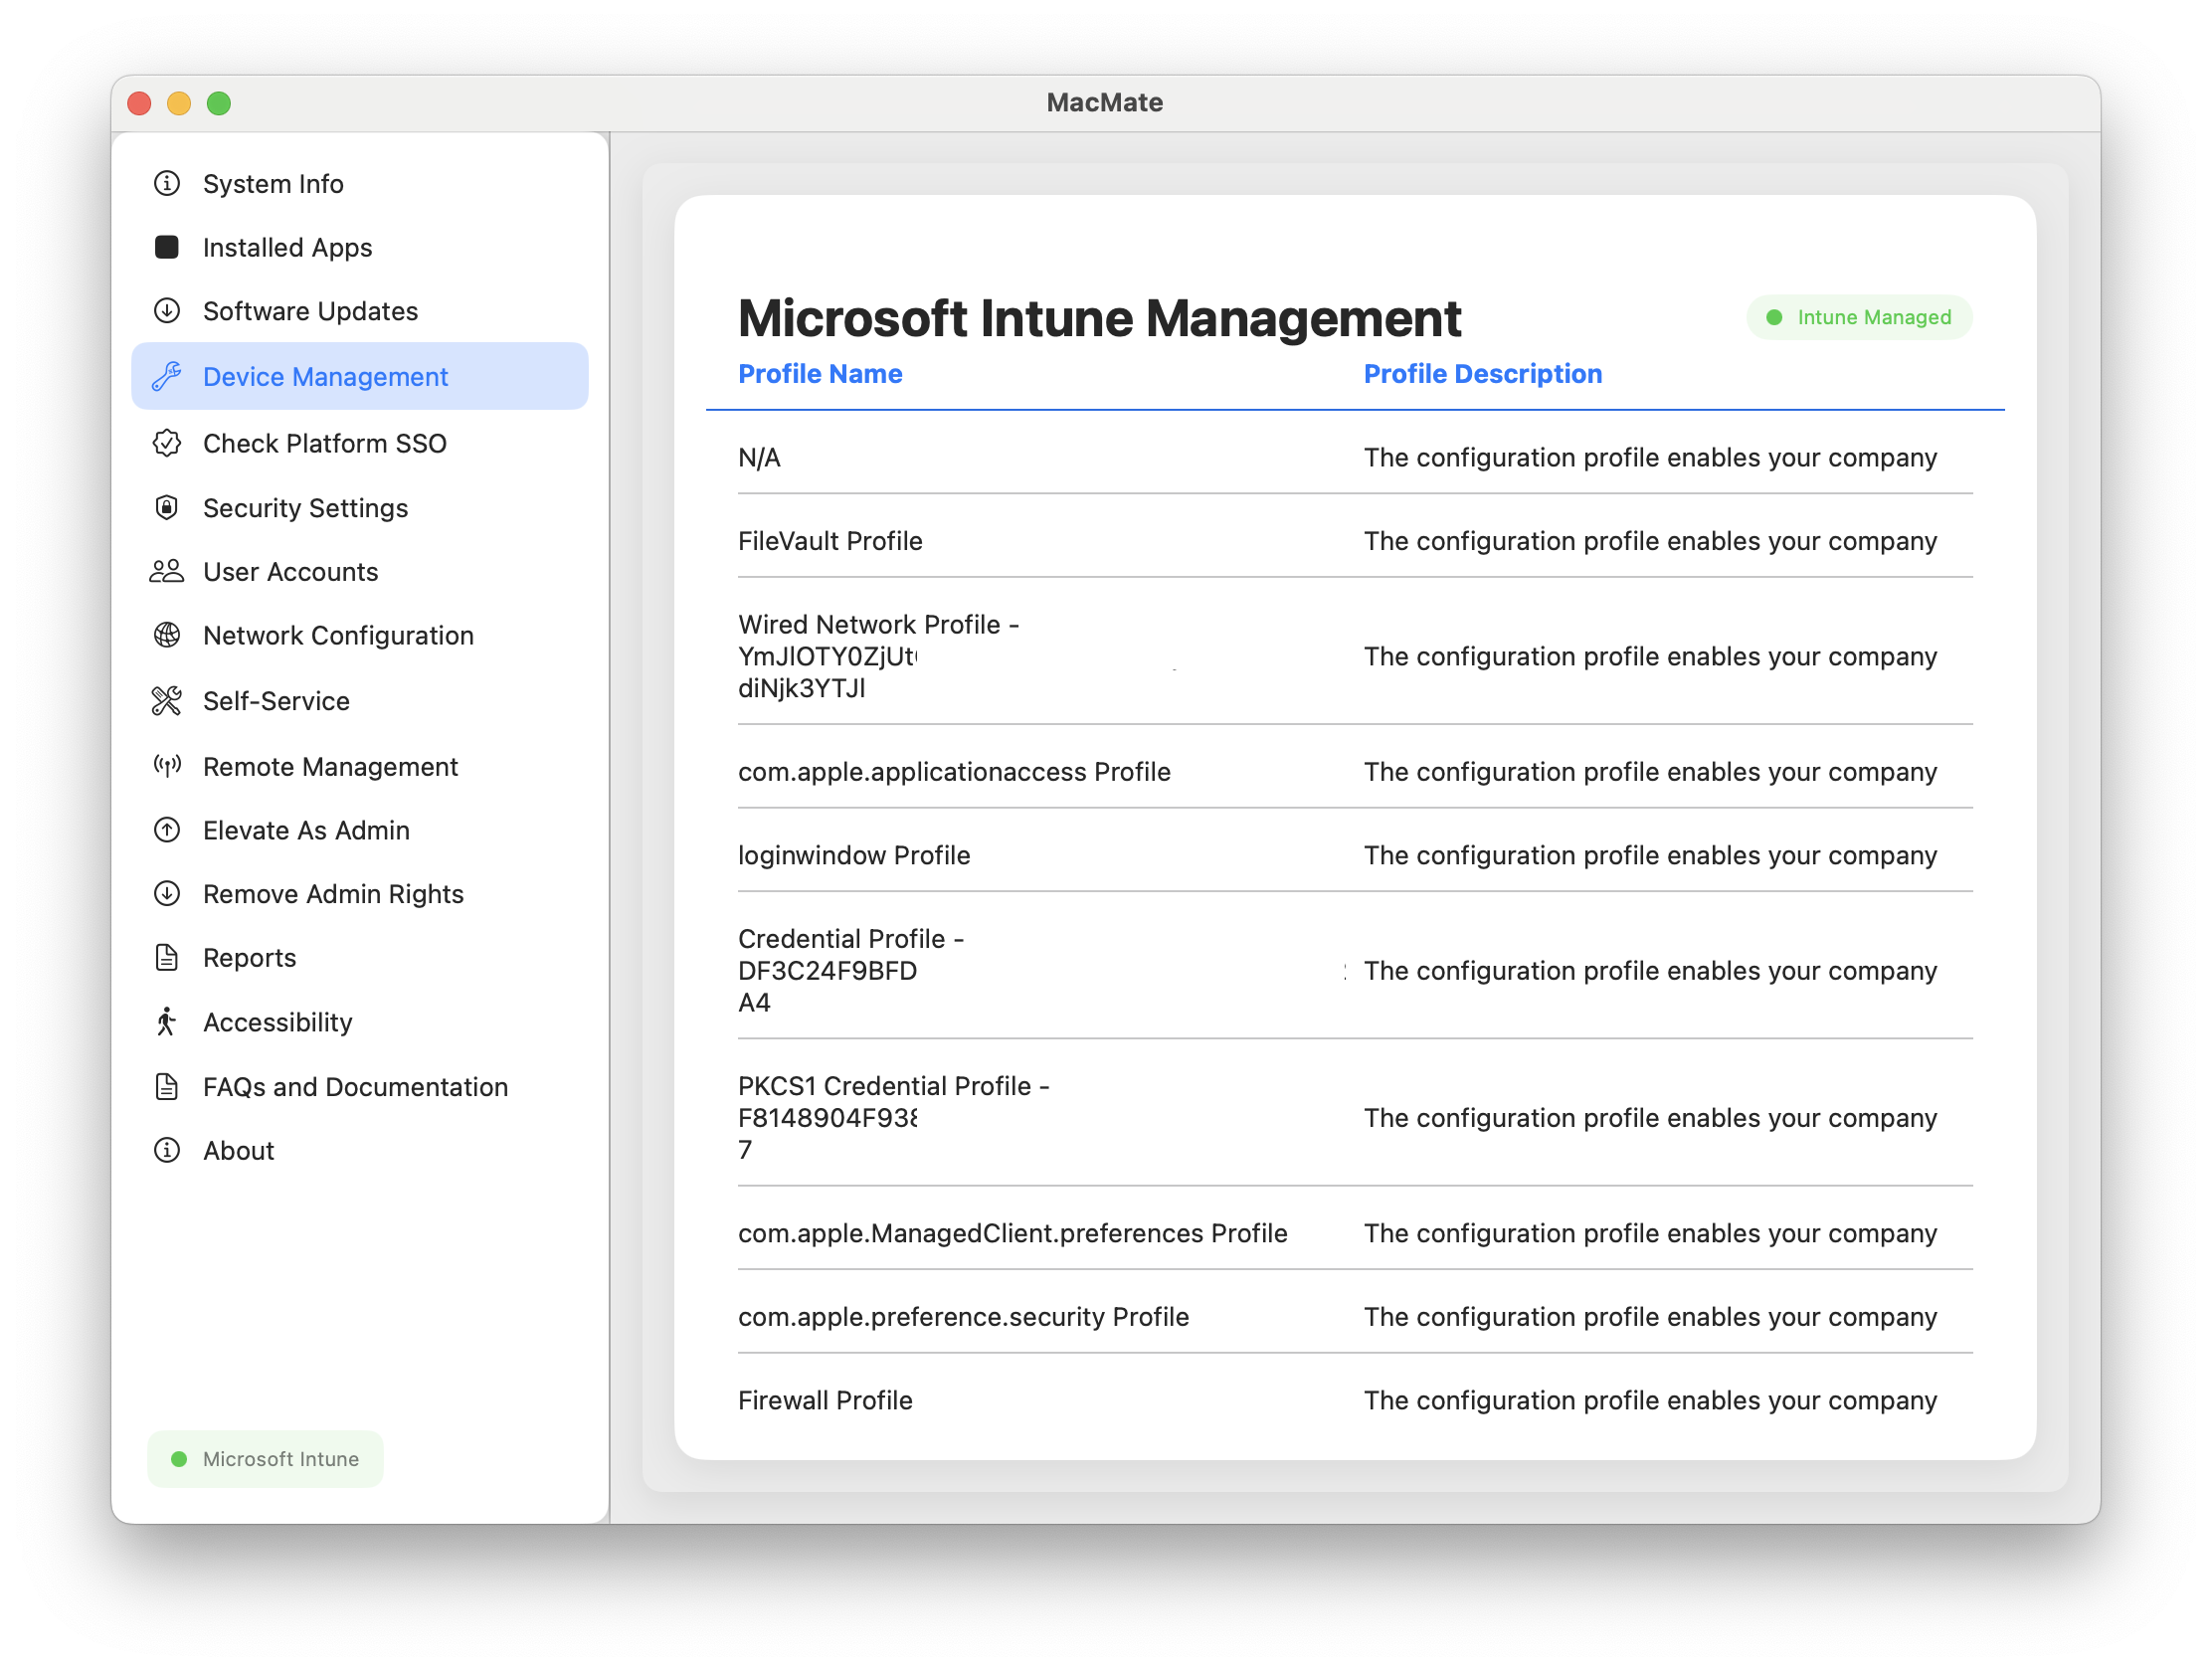 MacMate
System Info
Installed Apps
Software Updates
Device Management
Check Platform SSO
Security Settings
User Accounts
Network Configuration
Self-Service
Remote Management
Elevate As Admin
Remove Admin Rights
Reports
Accessibility
FAQs and Documentation
About
Microsoft Intune
Microsoft Intune Management
Intune Managed
Profile Name Profile Description
N/A The configuration profile enables your company
FileVault Profile The configuration profile enables your company
Wired Network Profile -
YmJlOTY0ZjUt The configuration profile enables your company
diNjk3YTJl
com.apple.applicationaccess Profile The configuration profile enables your company
loginwindow Profile The configuration profile enables your company
Credential Profile -
DF3C24F9BFD The configuration profile enables your company
A4
PKCS1 Credential Profile -
F8148904F938 The configuration profile enables your company
7
com.apple.ManagedClient.preferences Profile The configuration profile enables your company
com.apple.preference.security Profile The configuration profile enables your company
Firewall Profile The configuration profile enables your company